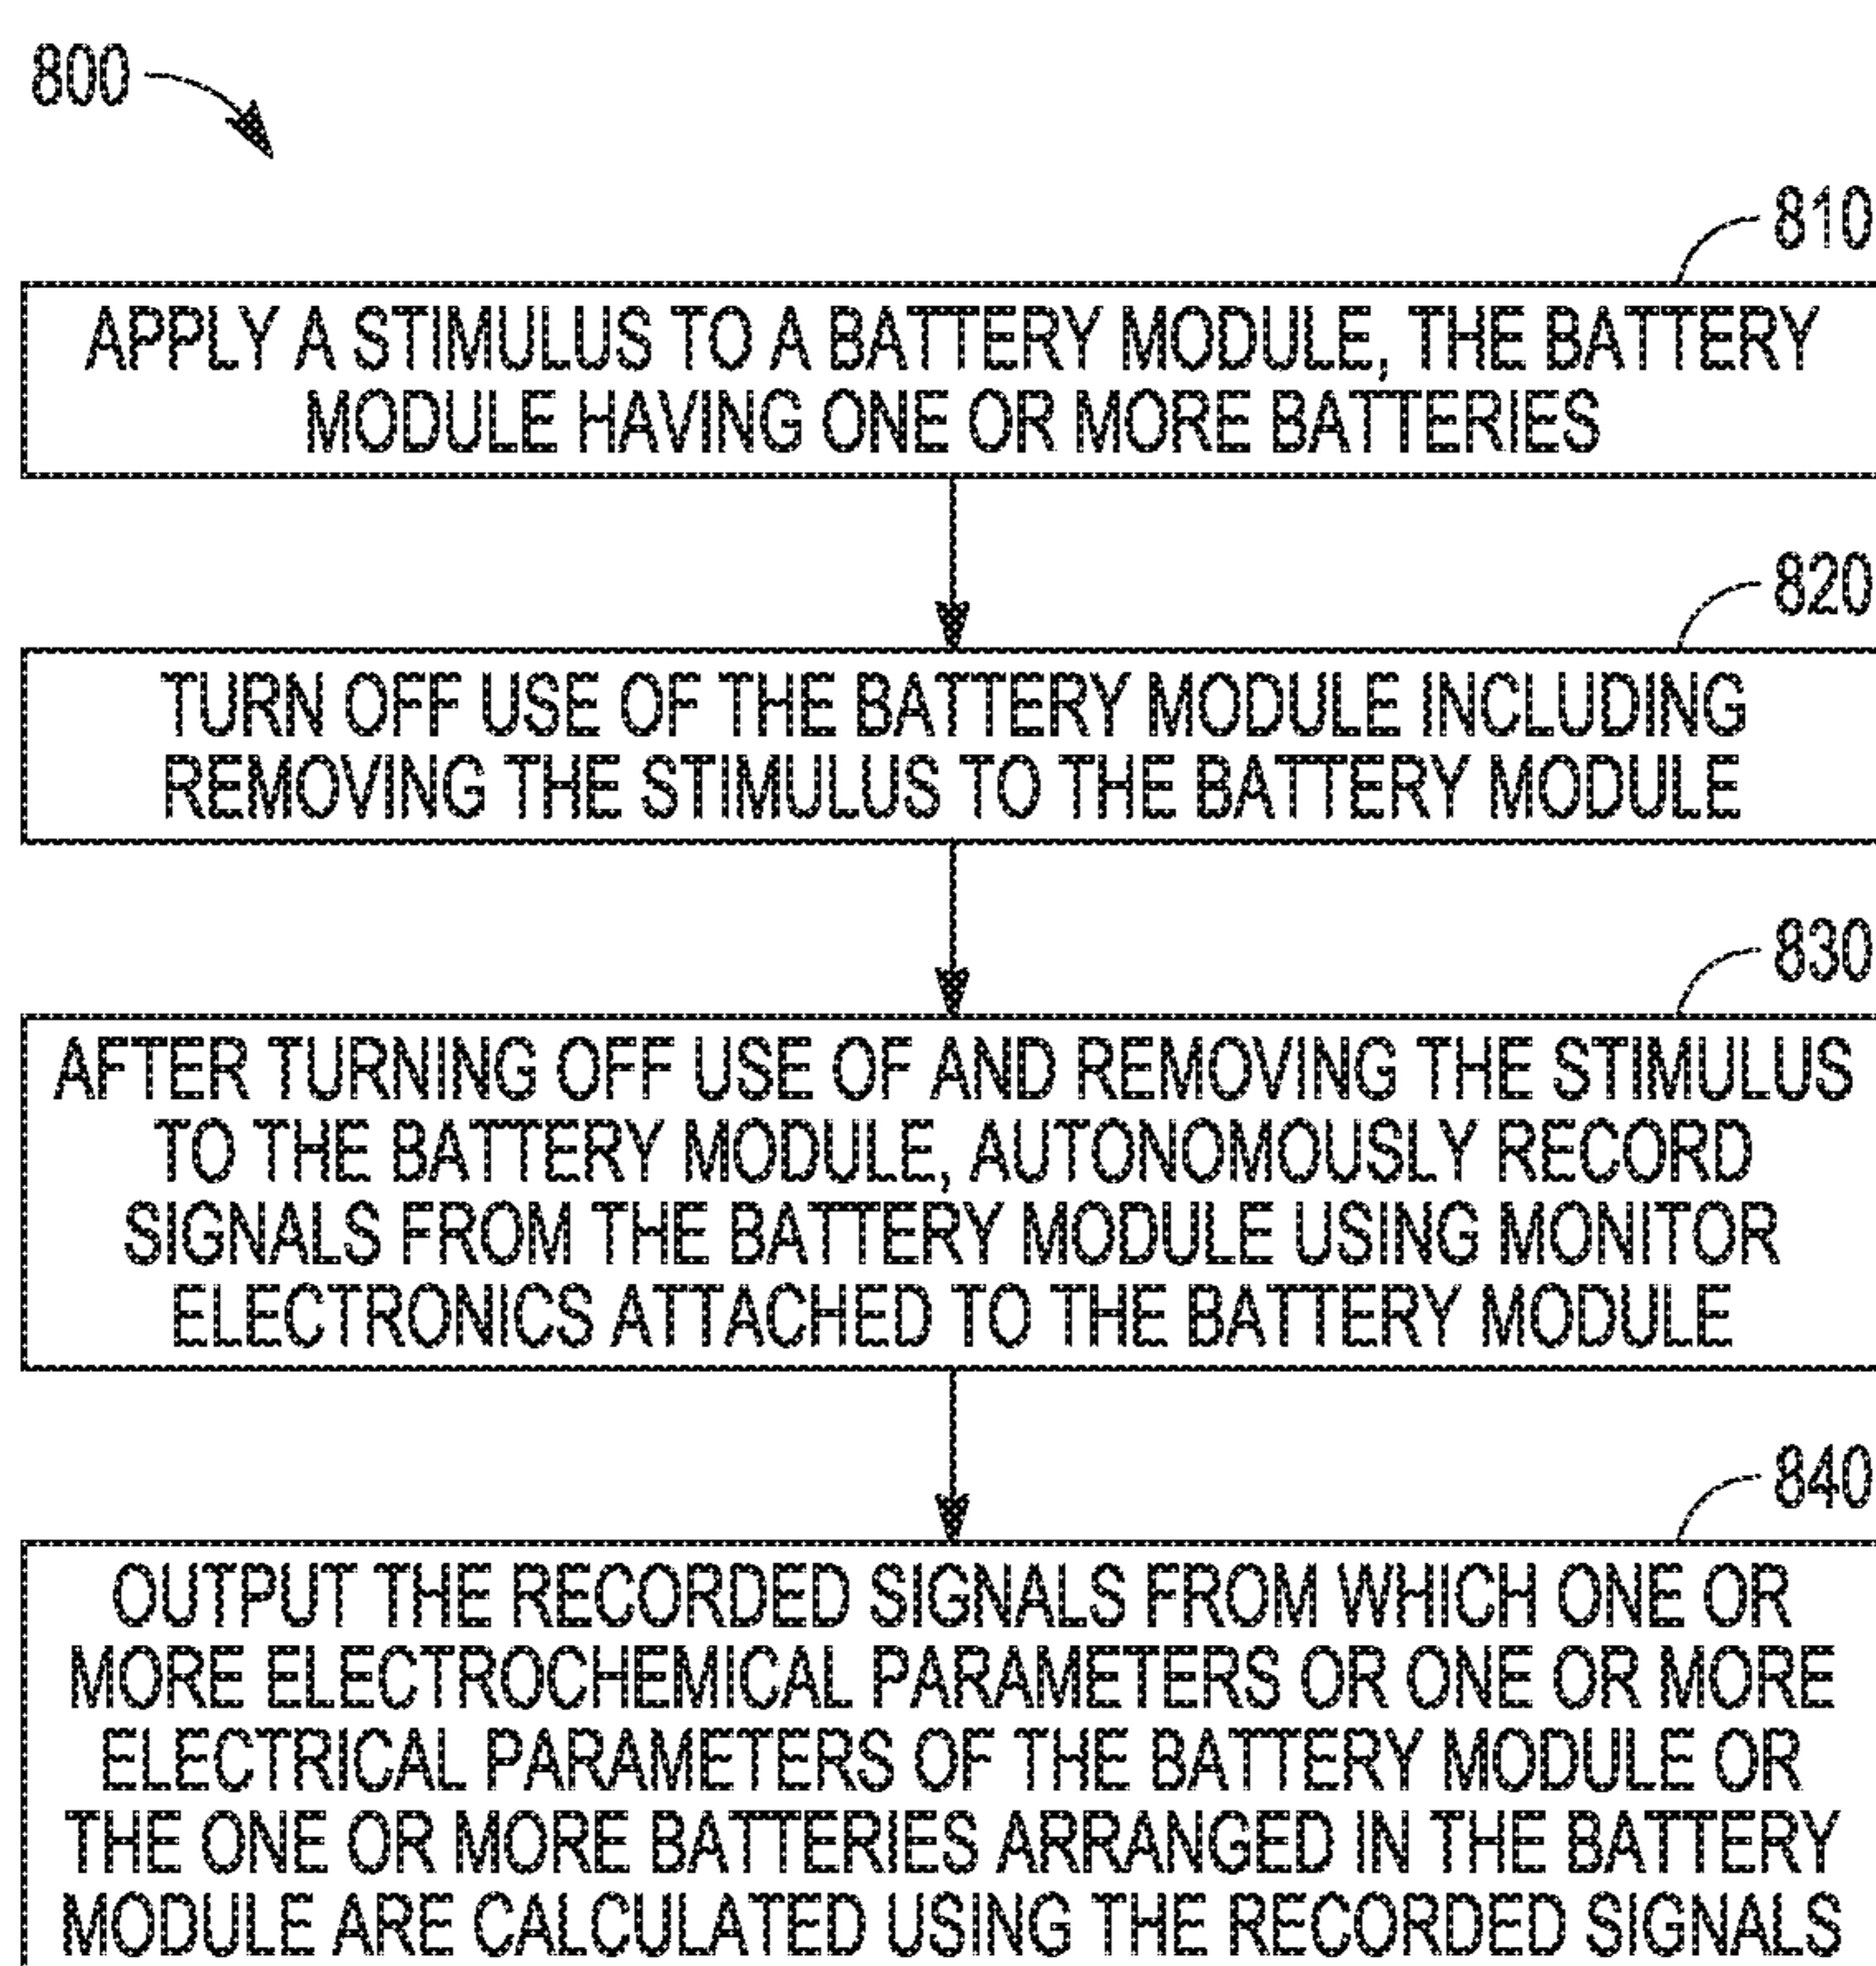 800
810
APPLY A STIMULUS TO A BATTERY MODULE, THE BATTERY
MODULE HAVING ONE OR MORE BATTERIES
820
TURN OFF USE OF THE BATTERY MODULE INCLUDING
REMOVING THE STIMULUS TO THE BATTERY MODULE
830
AFTER TURNING OFF USE OF AND REMOVING THE STIMULUS
TO THE BATTERY MODULE, AUTONOMOUSLY RECORD
SIGNALS FROM THE BATTERY MODULE USING MONITOR
ELECTRONICS ATTACHED TO THE BATTERY MODULE
840
OUTPUT THE RECORDED SIGNALS FROM WHICH ONE OR
MORE ELECTROCHEMICAL PARAMETERS OR ONE OR MORE
ELECTRICAL PARAMETERS OF THE BATTERY MODULE OR
THE ONE OR MORE BATTERIES ARRANGED IN THE BATTERY
MODULE ARE CALCULATED USING THE RECORDED SIGNALS